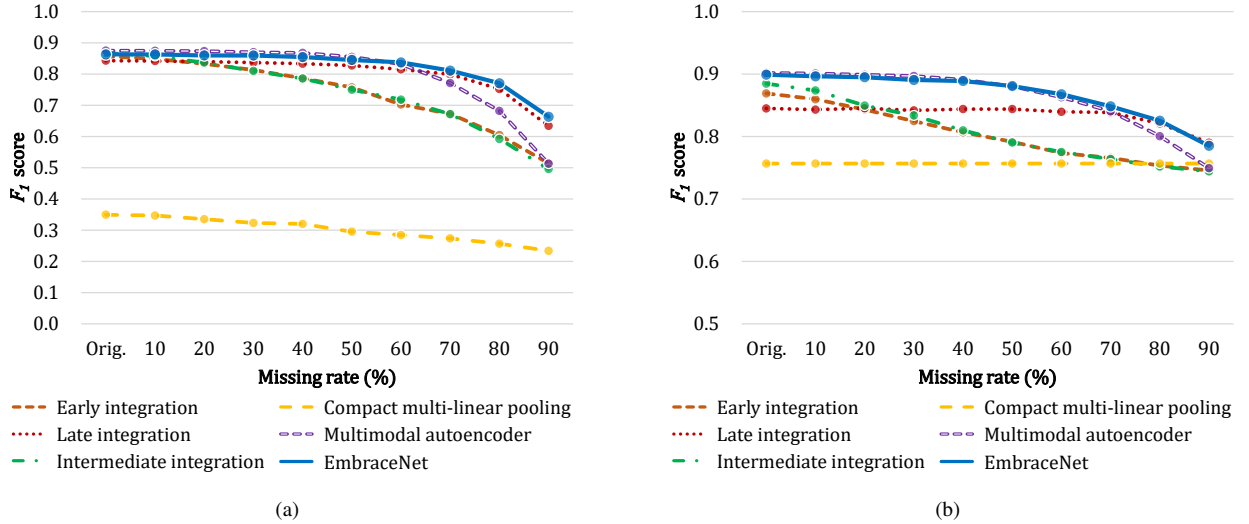 1.0
0.9
0.8
0.7
0.6
0.5
0.4
0.3
0.2
0.1
0.0
F1 score
Orig. 10 20 30 40 50 60 70 80 90
Missing rate (%)
Early integration
Compact multi-linear pooling
Late integration
Multimodal autoencoder
Intermediate integration
EmbraceNet
(a)
1.0
0.9
0.8
0.7
0.6
0.5
F1 score
Orig. 10 20 30 40 50 60 70 80 90
Missing rate (%)
Early integration
Compact multi-linear pooling
Late integration
Multimodal autoencoder
Intermediate integration
EmbraceNet
(b)